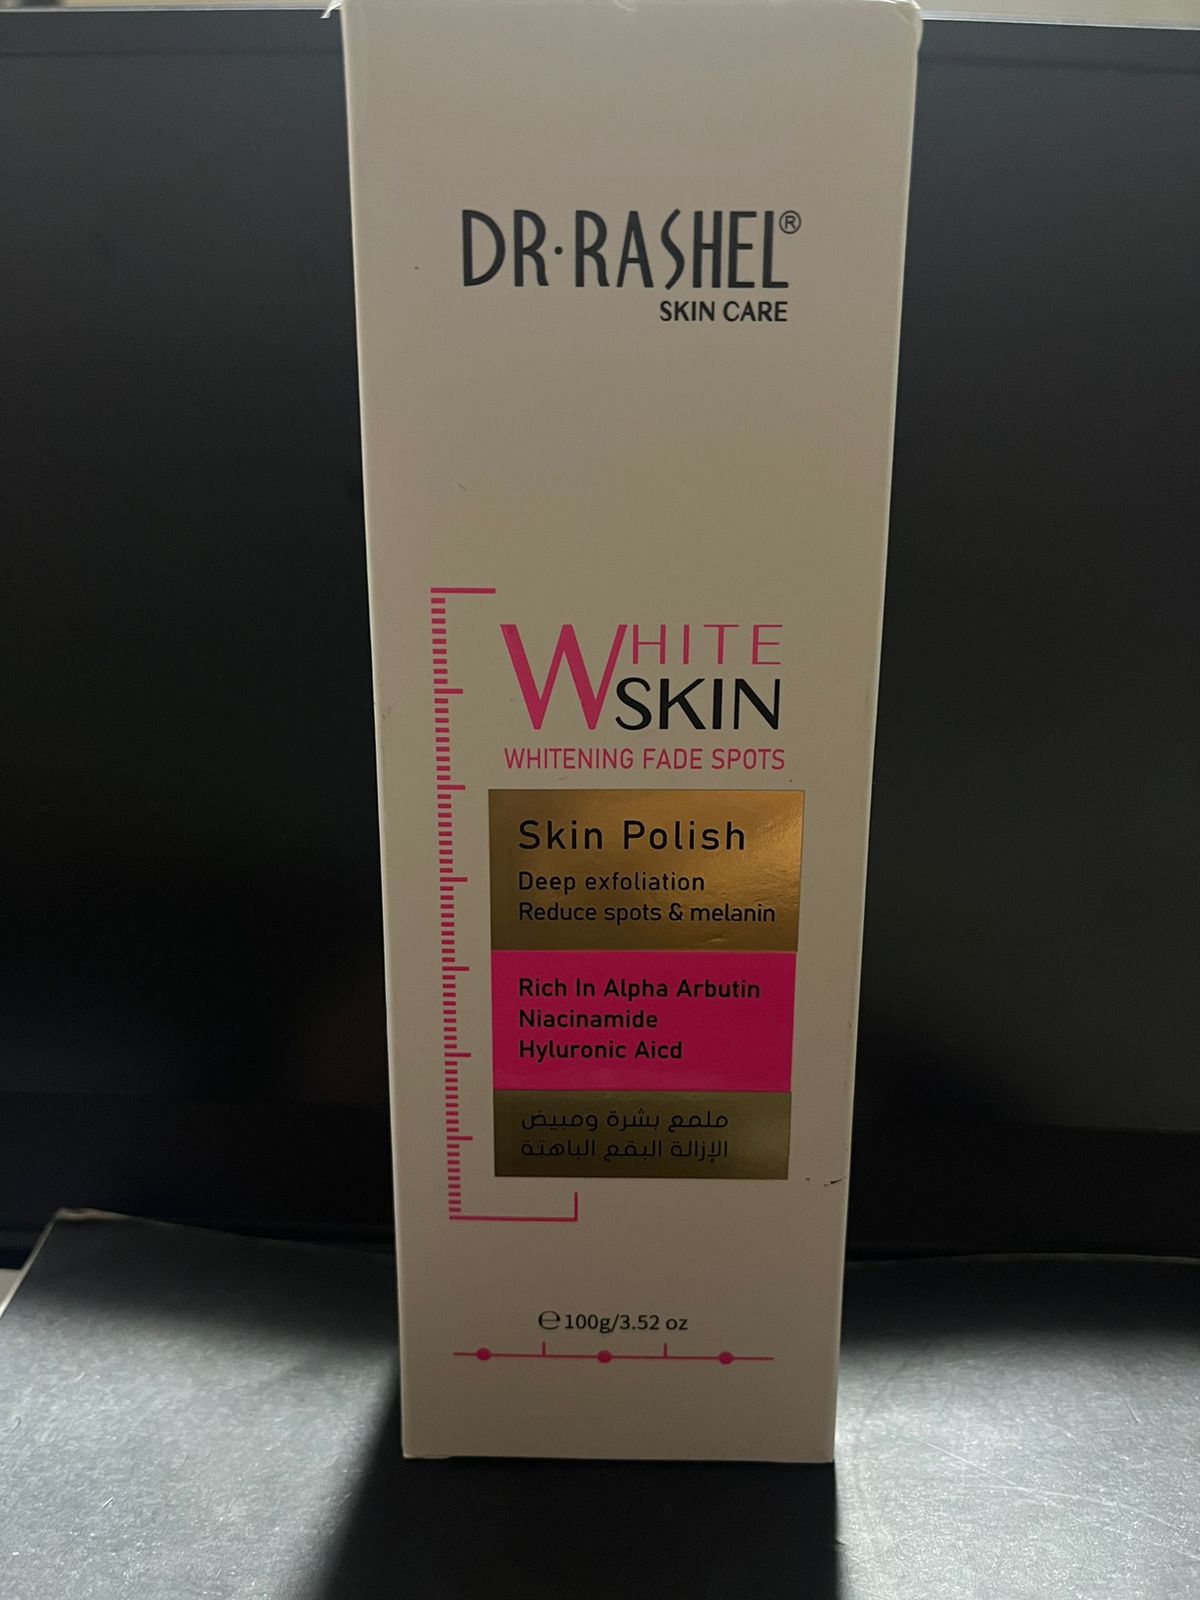 DR·RASHEL®
SKIN CARE
WHITE
SKIN
WHITENING FADE SPOTS
Skin Polish
Deep exfoliation
Reduce spots & melanin
Rich In Alpha Arbutin
Niacinamide
Hyluronic Aicd
ملمع بشرة ومبيض
الإزالة البقع الباهتة
℮100g/3.52 oz